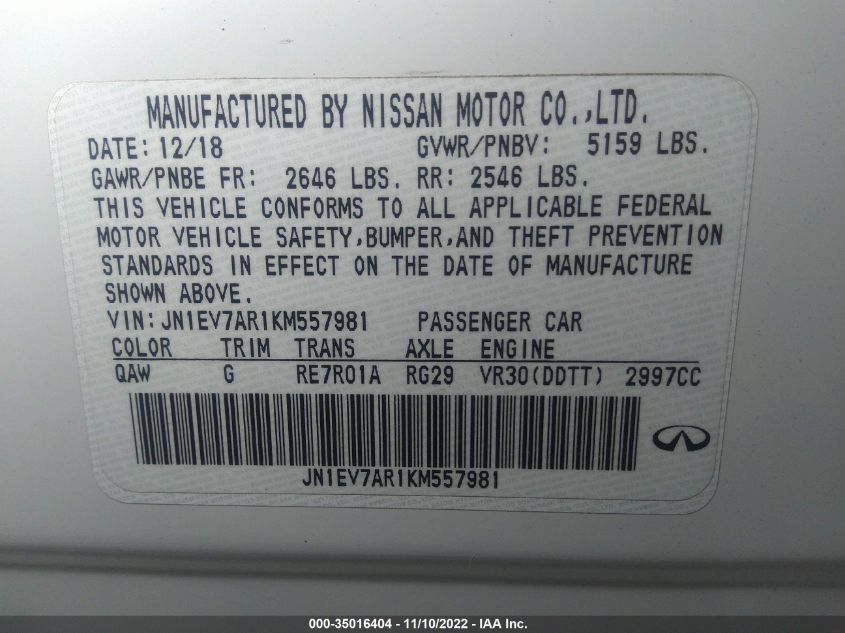 MANUFACTURED BY NISSAN MOTOR CO.,LTD.
DATE: 12/18 GVWR/PNBV: 5159 LBS.
GAWR/PNBE FR: 2646 LBS. RR: 2546 LBS.
THIS VEHICLE CONFORMS TO ALL APPLICABLE FEDERAL
MOTOR VEHICLE SAFETY,BUMPER,AND THEFT PREVENTION
STANDARDS IN EFFECT ON THE DATE OF MANUFACTURE
SHOWN ABOVE.
VIN:JN1EV7AR1KM557981 PASSENGER CAR
COLOR TRIM TRANS AXLE ENGINE
QAW G RE7R01A RG29 VR30(DDTT) 2997CC
JN1EV7AR1KM557981
000-35016404 - 11/10/2022 - IAA Inc.